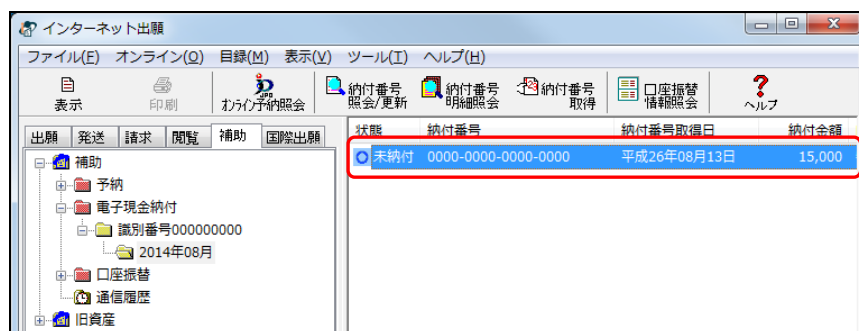 インターネット出願
ファイル(F) オンライン(O) 目録(M) 表示(V) ツール(T) ヘルプ(H)
表示
印刷
JPO
オンライン予納照会
納付番号
照会/更新
納付番号
明細照会
納付番号
取得
口座振替
情報照会
ヘルプ
出願 発送 請求 閲覧 補助 国際出願
状態 納付番号 納付番号取得日 納付金額
未納付 0000-0000-0000-0000 平成26年08月13日 15,000
補助
予納
電子現金納付
識別番号000000000
2014年08月
口座振替
通信履歴
旧資産